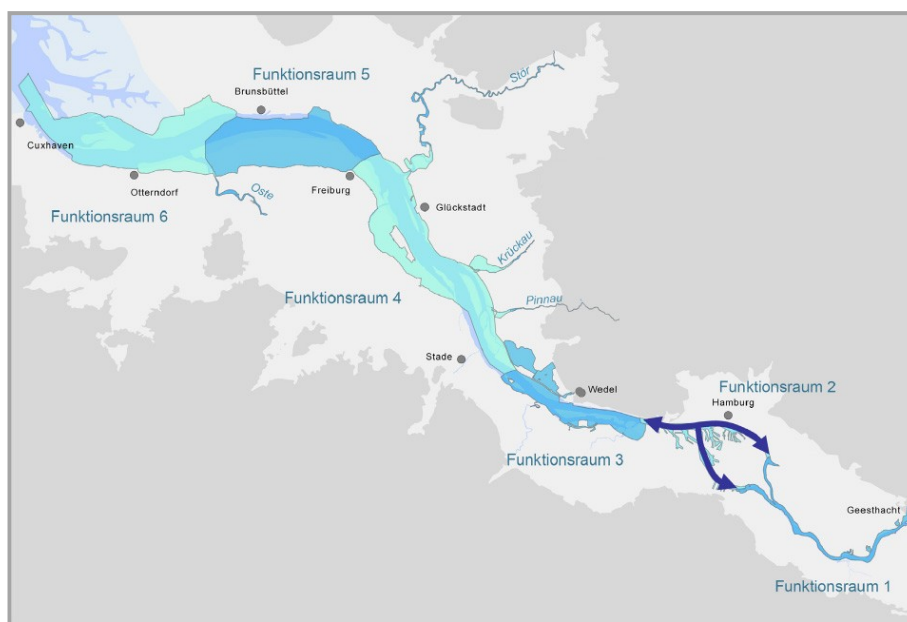 Funktionsraum 5
Brunsbüttel
Stör
Cuxhaven
Otterndorf
Oste
Freiburg
Glückstadt
Funktionsraum 6
Krückau
Funktionsraum 4
Pinnau
Stade
Wedel
Funktionsraum 2
Hamburg
Funktionsraum 3
Geesthacht
Funktionsraum 1